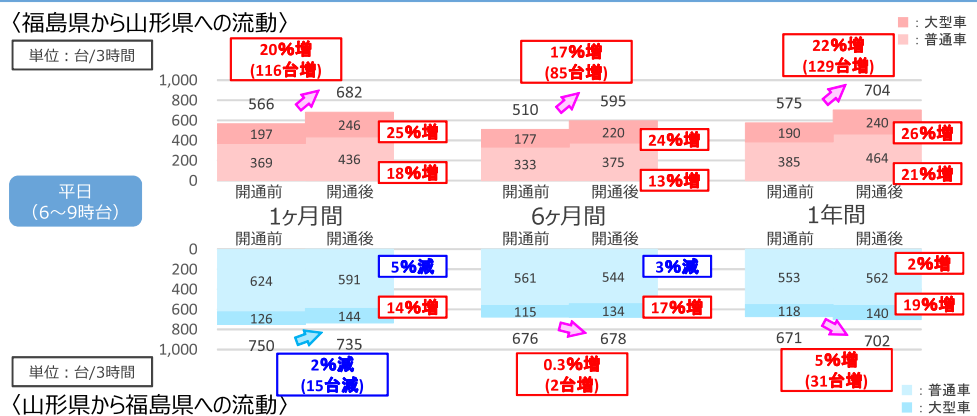 〈福島県から山形県への流動〉
：大型車
：普通車
単位：台/3時間
20%増
(116台増)
17%増
(85台増)
22%増
(129台増)
1,000
800
600
400
200
0
566
682
197
246
369
436
25%増
18%増
510
595
177
220
333
375
24%増
13%増
575
704
190
240
385
464
26%増
21%増
開通前
開通後
開通前
開通後
開通前
開通後
平日
（6～9時台）
1ヶ月間
6ヶ月間
1年間
開通前
開通後
開通前
開通後
開通前
開通後
0
200
400
600
800
1,000
624
591
126
144
750
735
5%減
14%増
561
544
115
134
676
678
3%減
17%増
553
562
118
140
671
702
2%増
19%増
2%減
(15台減)
0.3%増
(2台増)
5%増
(31台増)
単位：台/3時間
：普通車
：大型車
〈山形県から福島県への流動〉